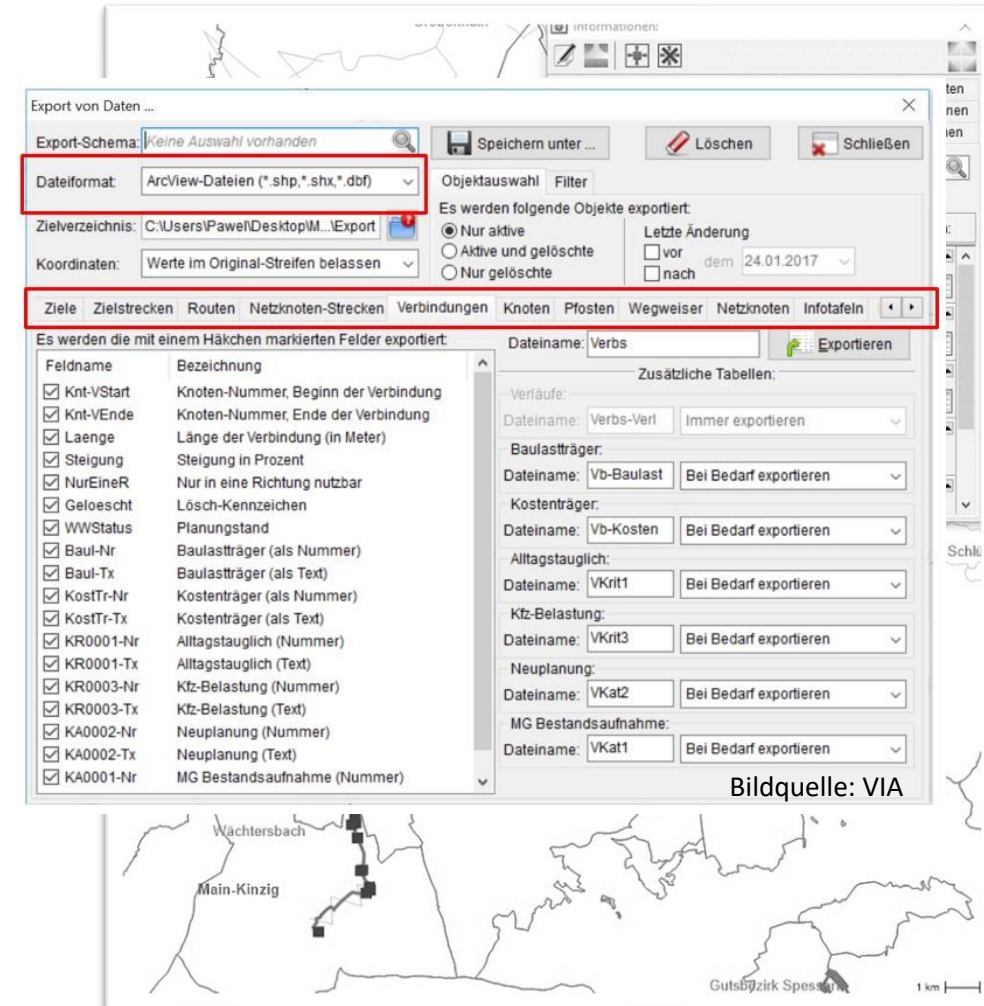 Informationen:
ten
nen
en
Export von Daten ...
Export-Schema: Keine Auswahl vorhanden
Speichern unter ...
Löschen
Schließen
Dateiformat: ArcView-Dateien (*.shp,*.shx,*.dbf)
Objektauswahl Filter
Zielverzeichnis: C:\Users\Pawel\Desktop\M...\Export
Es werden folgende Objekte exportiert:
Nur aktive
Aktive und gelöschte
Nur gelöschte
Letzte Änderung
vor
nach
dem 24.01.2017
Koordinaten: Werte im Original-Streifen belassen
Ziele Zielstrecken Routen Netzknoten-Strecken Verbindungen Knoten Pfosten Wegweiser Netzknoten Infotafeln
Es werden die mit einem Häkchen markierten Felder exportiert:
Feldname Bezeichnung
Knt-VStart Knoten-Nummer, Beginn der Verbindung
Knt-VEnde Knoten-Nummer, Ende der Verbindung
Laenge Länge der Verbindung (in Meter)
Steigung Steigung in Prozent
NurEineR Nur in eine Richtung nutzbar
Geloescht Lösch-Kennzeichen
WWStatus Planungstand
Baul-Nr Baulastträger (als Nummer)
Baul-Tx Baulastträger (als Text)
KostTr-Nr Kostenträger (als Nummer)
KostTr-Tx Kostenträger (als Text)
KR0001-Nr Alltagstauglich (Nummer)
KR0001-Tx Alltagstauglich (Text)
KR0003-Nr Kfz-Belastung (Nummer)
KR0003-Tx Kfz-Belastung (Text)
KA0002-Nr Neuplanung (Nummer)
KA0002-Tx Neuplanung (Text)
KA0001-Nr MG Bestandsaufnahme (Nummer)
Dateiname: Verbs
Exportieren
Zusätzliche Tabellen:
Verläufe:
Dateiname: Verbs-Verl Immer exportieren
Baulastträger:
Dateiname: Vb-Baulast Bei Bedarf exportieren
Kostenträger:
Dateiname: Vb-Kosten Bei Bedarf exportieren
Alltagstauglich:
Dateiname: VKrit1 Bei Bedarf exportieren
Kfz-Belastung:
Dateiname: VKrit3 Bei Bedarf exportieren
Neuplanung:
Dateiname: VKat2 Bei Bedarf exportieren
MG Bestandsaufnahme:
Dateiname: VKat1 Bei Bedarf exportieren
Bildquelle: VIA
Schlü
Wächtersbach
Main-Kinzig
Gutsbezirk Spessart
1 km